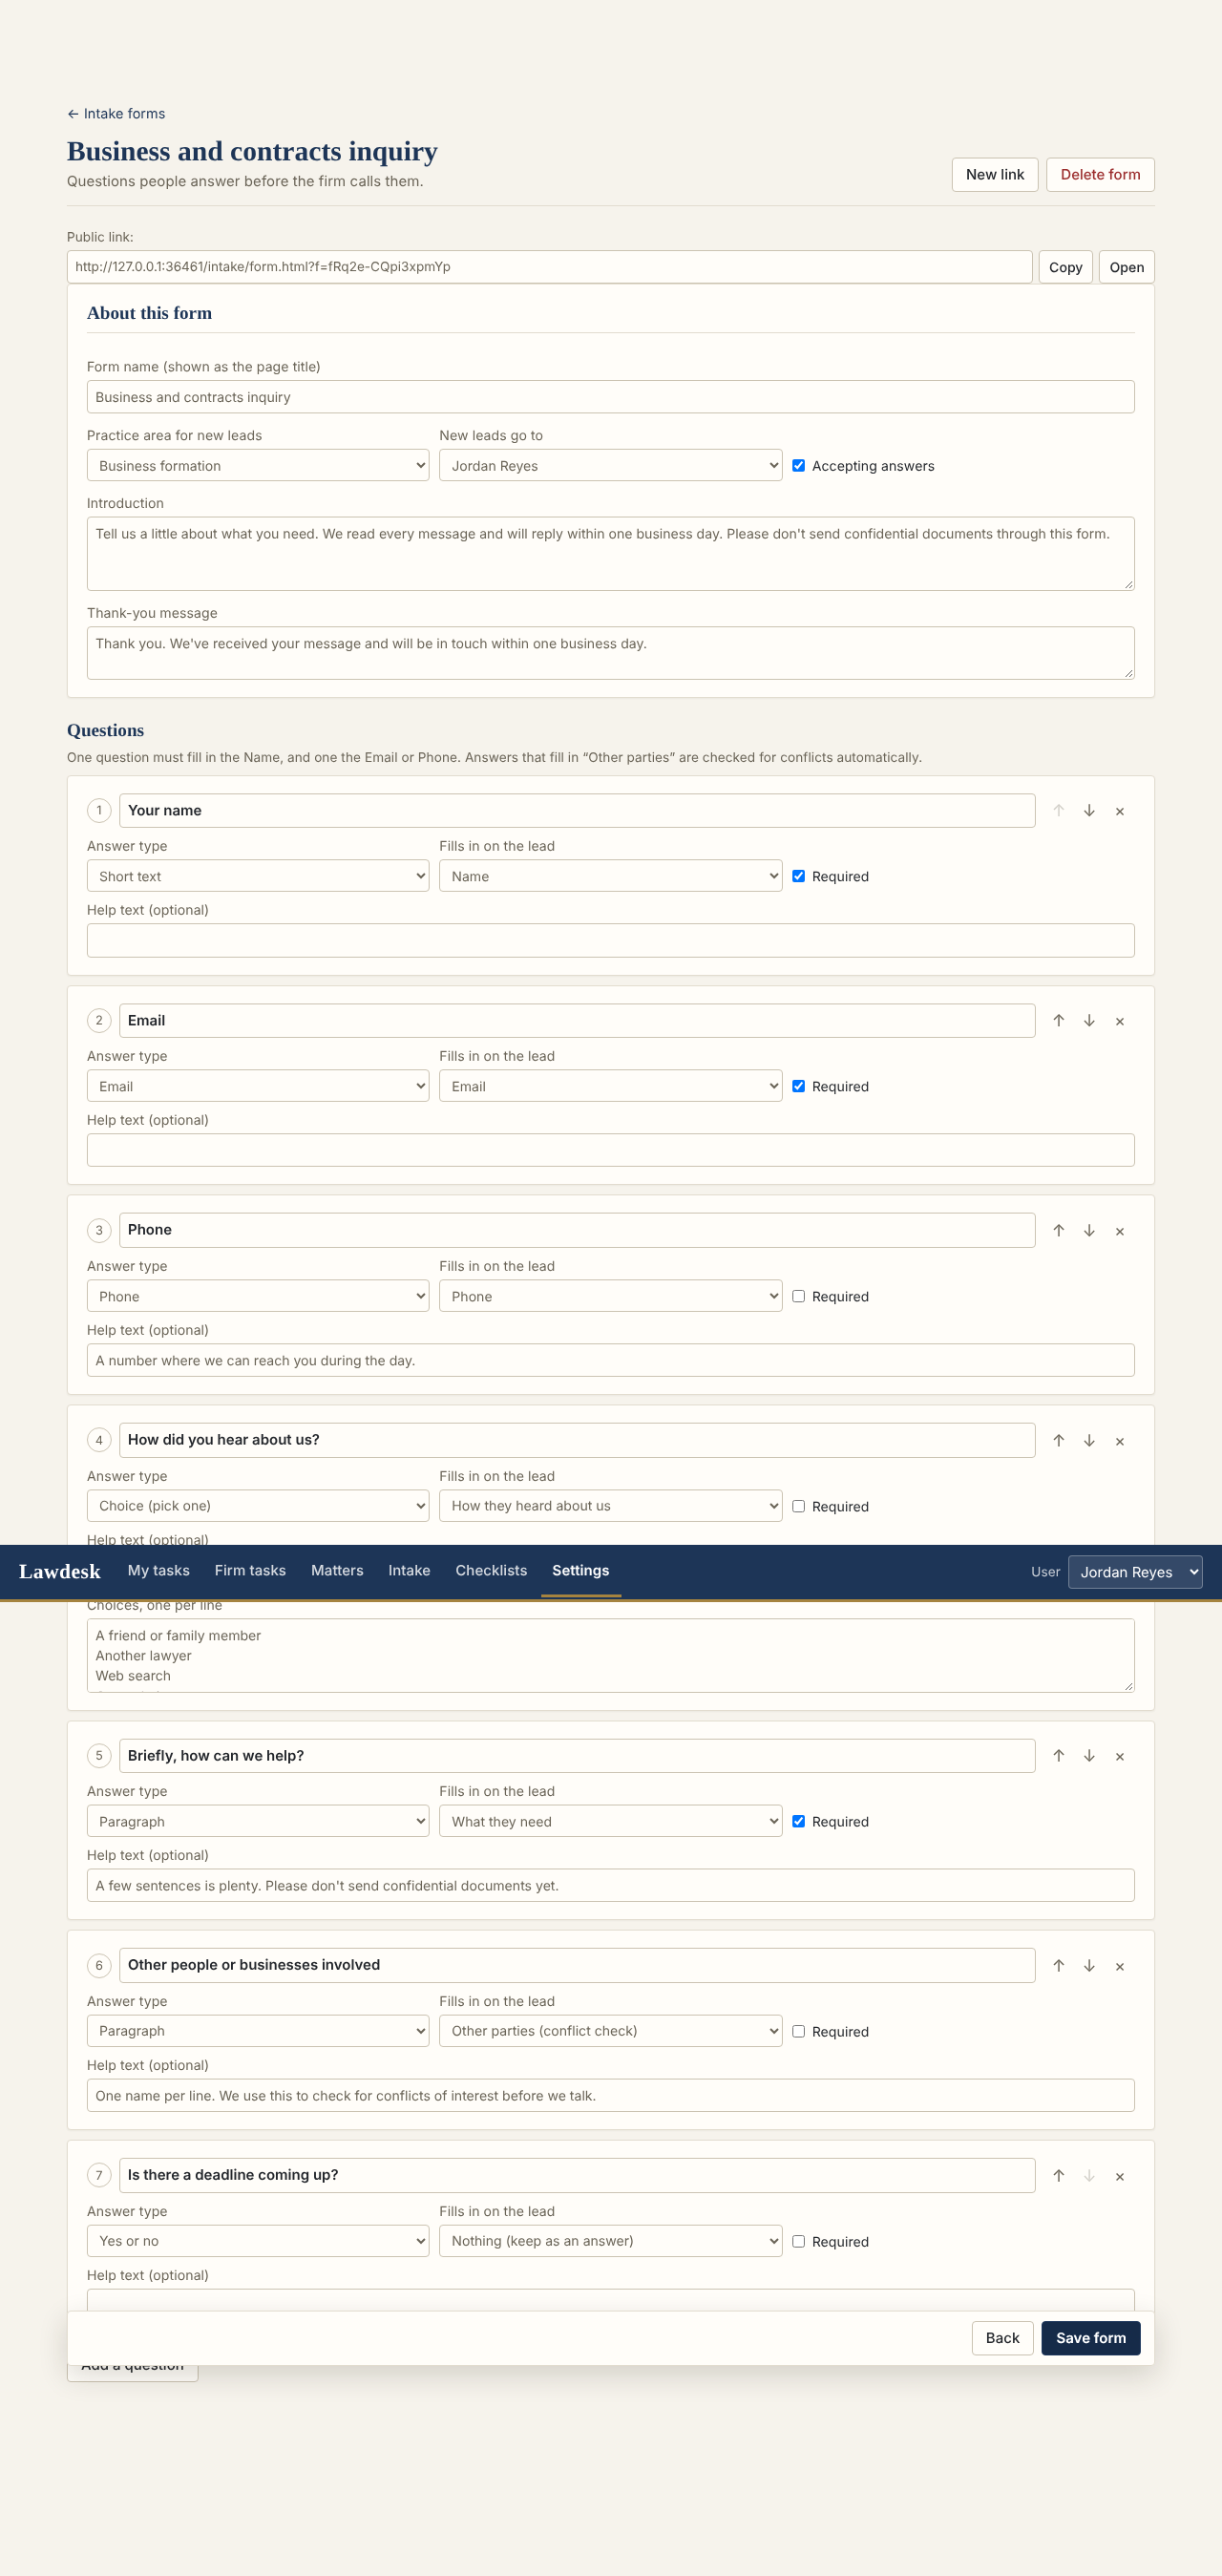 ← Intake forms
Business and contracts inquiry
Questions people answer before the firm calls them.
New link
Delete form
Public link:
http://127.0.0.1:36461/intake/form.html?f=fRq2e-CQpi3xpmYp
Copy
Open
About this form
Form name (shown as the page title)
Business and contracts inquiry
Practice area for new leads
New leads go to
Business formation
Jordan Reyes
Accepting answers
Introduction
Tell us a little about what you need. We read every message and will reply within one business day. Please don't send confidential documents through this form.
Thank-you message
Thank you. We've received your message and will be in touch within one business day.
Questions
One question must fill in the Name, and one the Email or Phone. Answers that fill in “Other parties” are checked for conflicts automatically.
1
Your name
↑ ↓ ×
Answer type
Fills in on the lead
Short text
Name
Required
Help text (optional)
2
Email
↑ ↓ ×
Answer type
Fills in on the lead
Email
Email
Required
Help text (optional)
3
Phone
↑ ↓ ×
Answer type
Fills in on the lead
Phone
Phone
Required
Help text (optional)
A number where we can reach you during the day.
4
How did you hear about us?
↑ ↓ ×
Answer type
Fills in on the lead
Choice (pick one)
How they heard about us
Required
Help text (optional)
Lawdesk
My tasks
Firm tasks
Matters
Intake
Checklists
Settings
User
Jordan Reyes
Choices, one per line
A friend or family member
Another lawyer
Web search
5
Briefly, how can we help?
↑ ↓ ×
Answer type
Fills in on the lead
Paragraph
What they need
Required
Help text (optional)
A few sentences is plenty. Please don't send confidential documents yet.
6
Other people or businesses involved
↑ ↓ ×
Answer type
Fills in on the lead
Paragraph
Other parties (conflict check)
Required
Help text (optional)
One name per line. We use this to check for conflicts of interest before we talk.
7
Is there a deadline coming up?
↑ ↓ ×
Answer type
Fills in on the lead
Yes or no
Nothing (keep as an answer)
Required
Help text (optional)
Back
Save form
Add a question